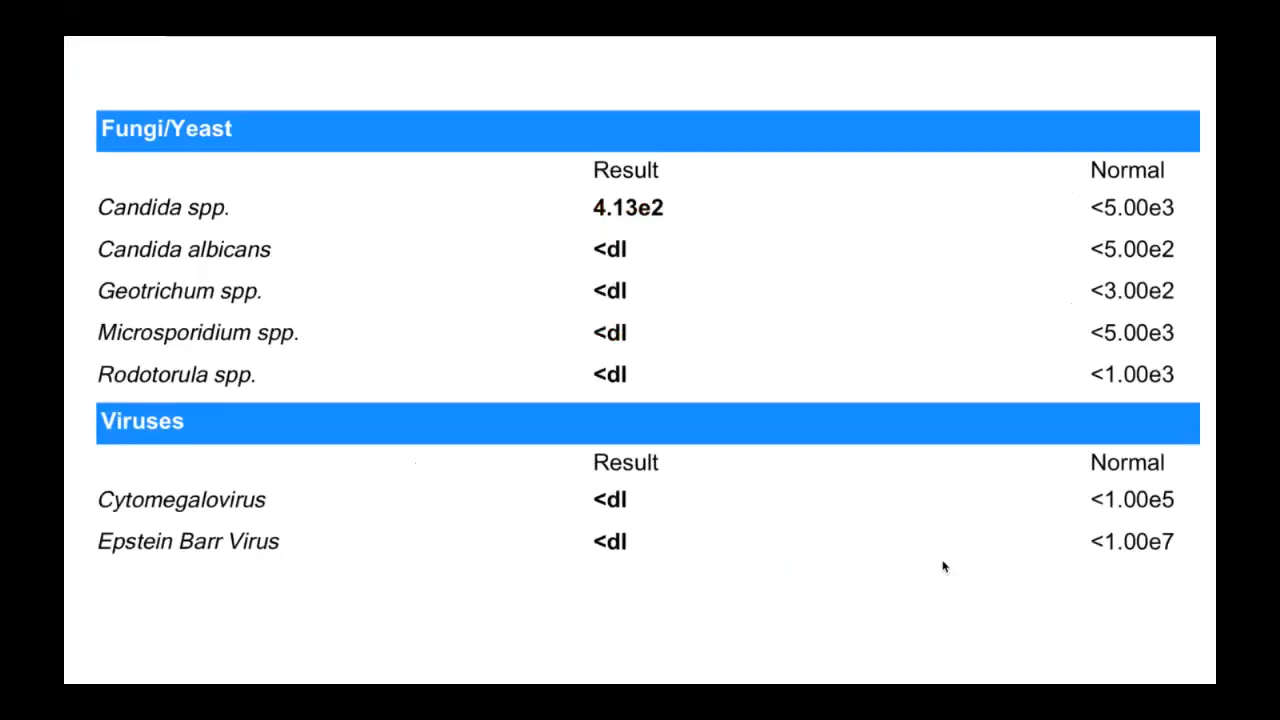 Fungi/Yeast
Result Normal
Candida spp. 4.13e2 <5.00e3
Candida albicans <dl <5.00e2
Geotrichum spp. <dl <3.00e2
Microsporidium spp. <dl <5.00e3
Rodotorula spp. <dl <1.00e3
Viruses
Result Normal
Cytomegalovirus <dl <1.00e5
Epstein Barr Virus <dl <1.00e7